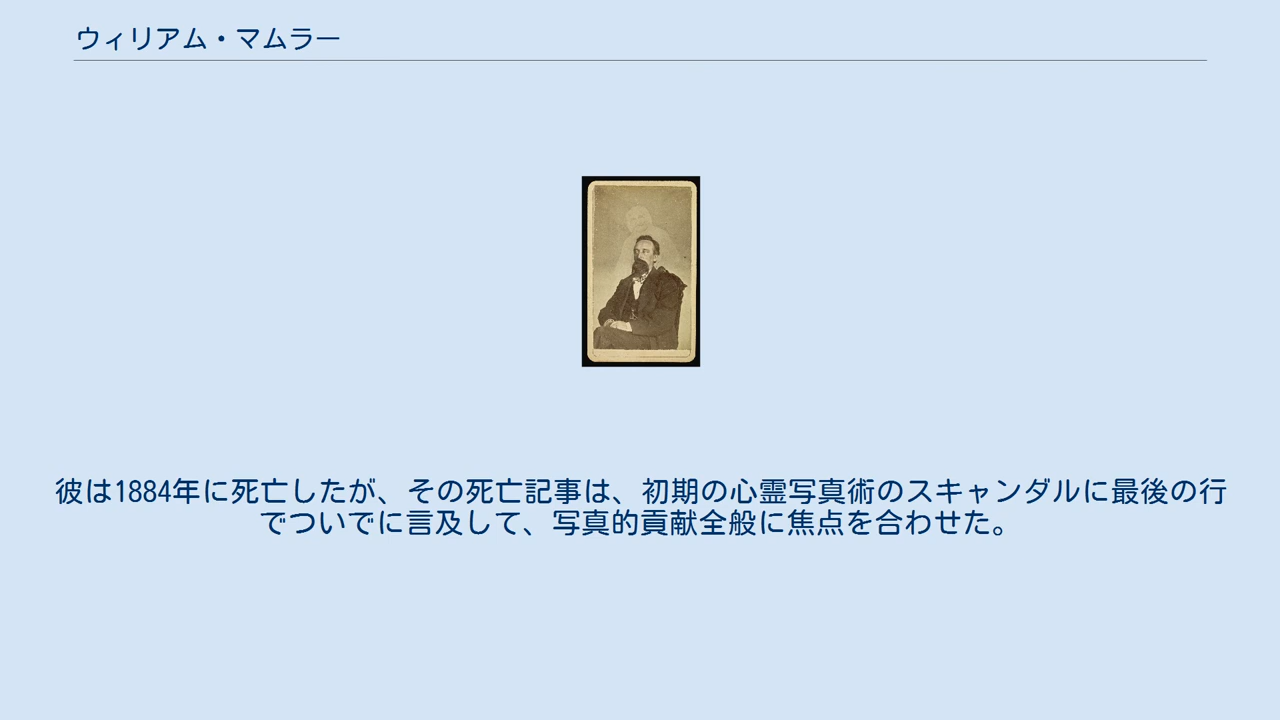 ウィリアム・マムラー
彼は1884年に死亡したが、その死亡記事は、初期の心霊写真術のスキャンダルに最後の行
でついでに言及して、写真的貢献全般に焦点を合わせた。